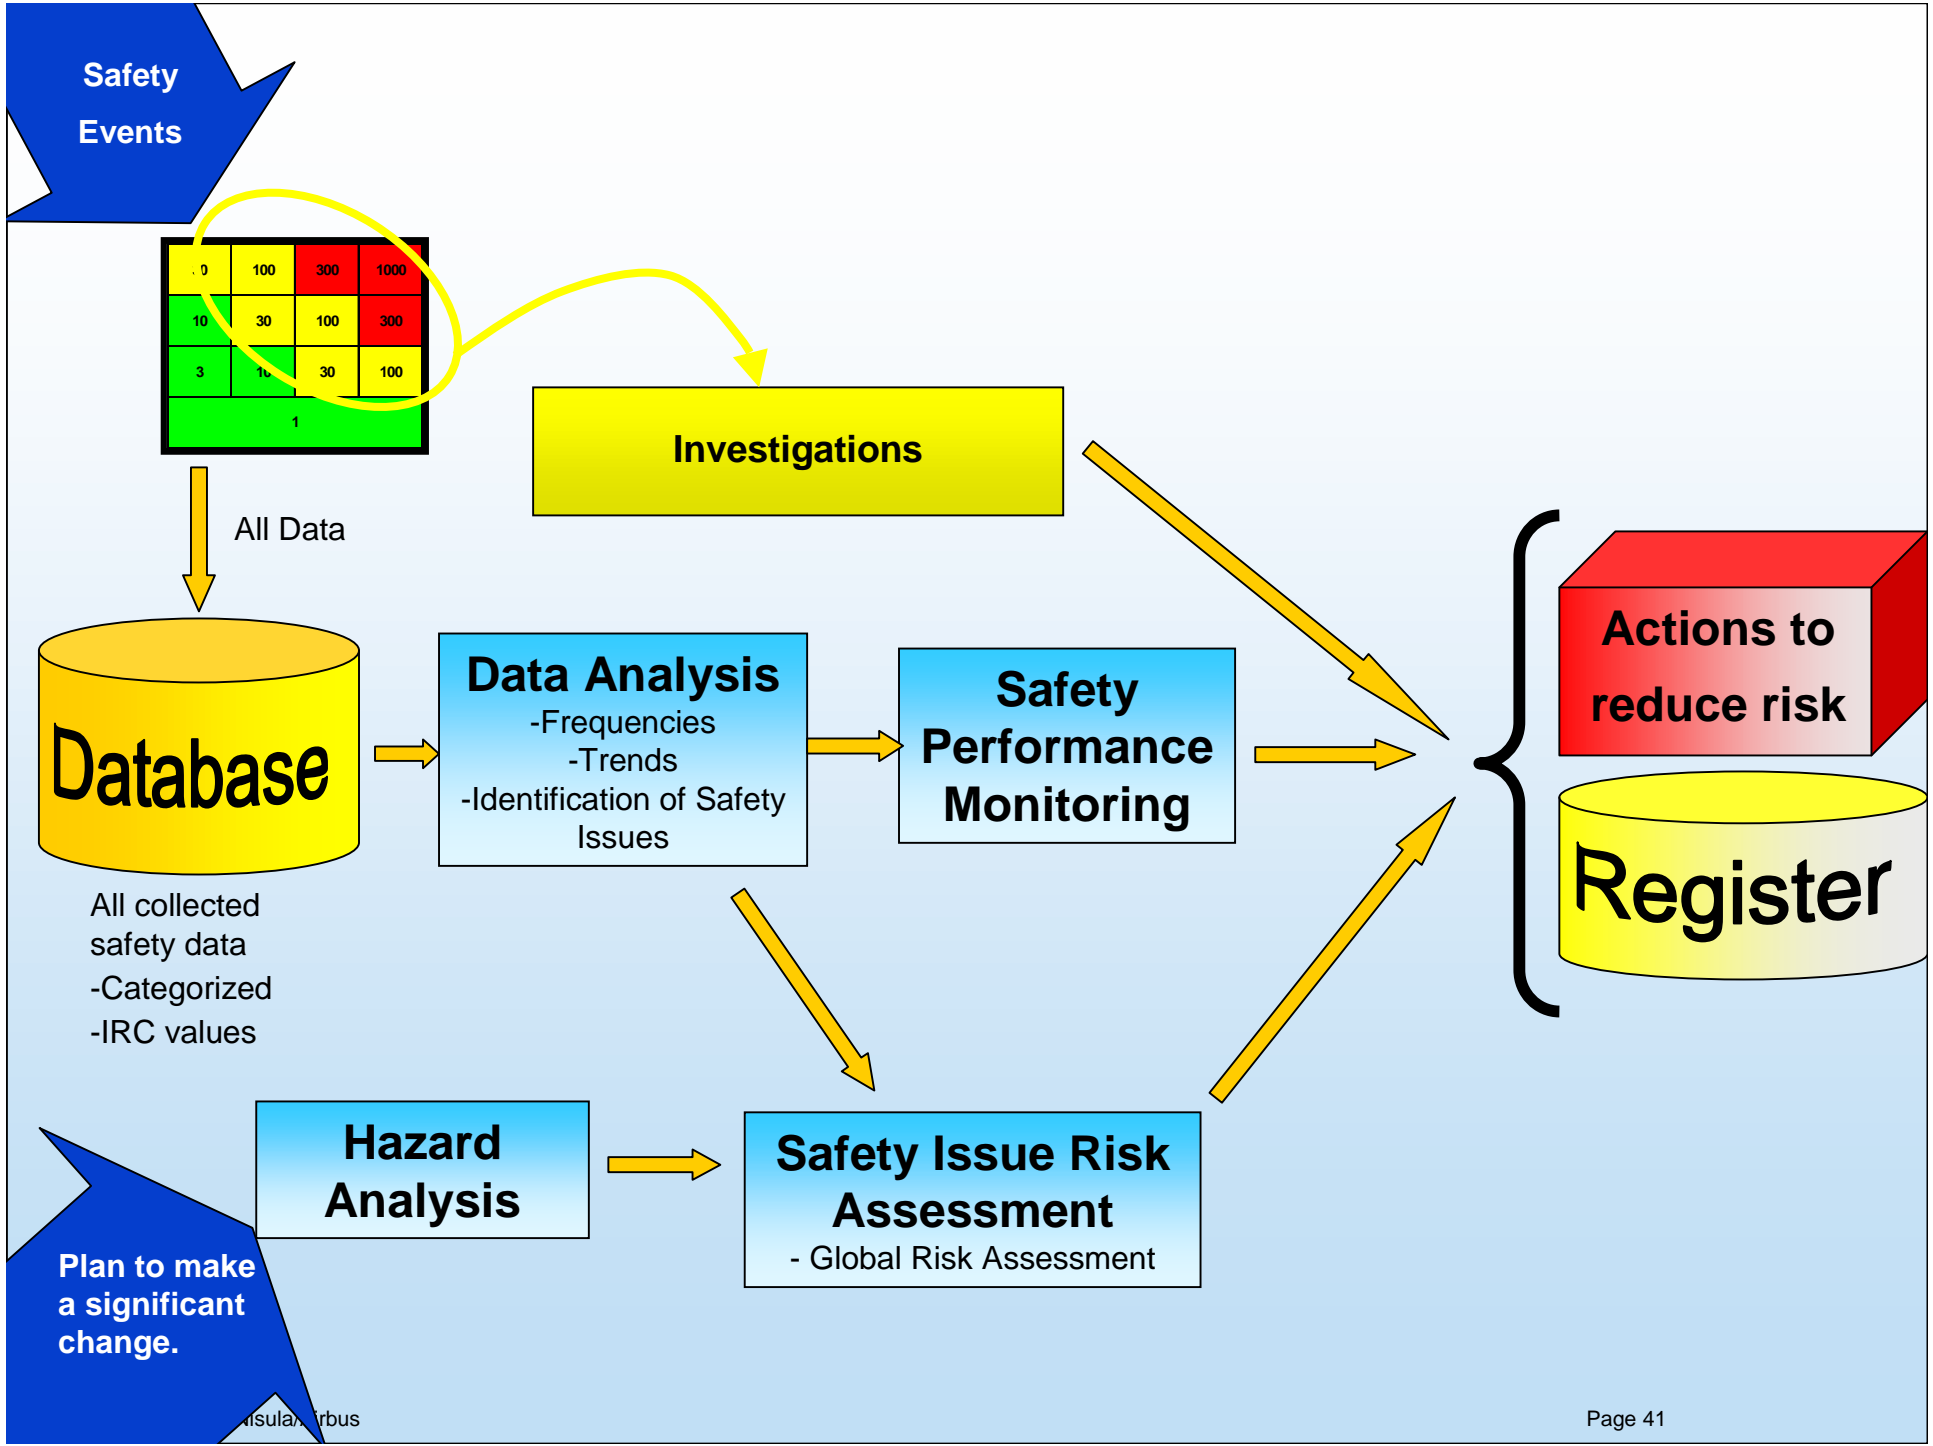 Safety
Events
100 300 1000
10 30 100 300
3 10 30 100
1
Investigations
All Data
Database
Data Analysis
-Frequencies
-Trends
-Identification of Safety
Issues
Safety
Performance
Monitoring
Actions to
reduce risk
Register
All collected
safety data
-Categorized
-IRC values
Hazard
Analysis
Safety Issue Risk
Assessment
- Global Risk Assessment
Plan to make
a significant
change.
Page 41